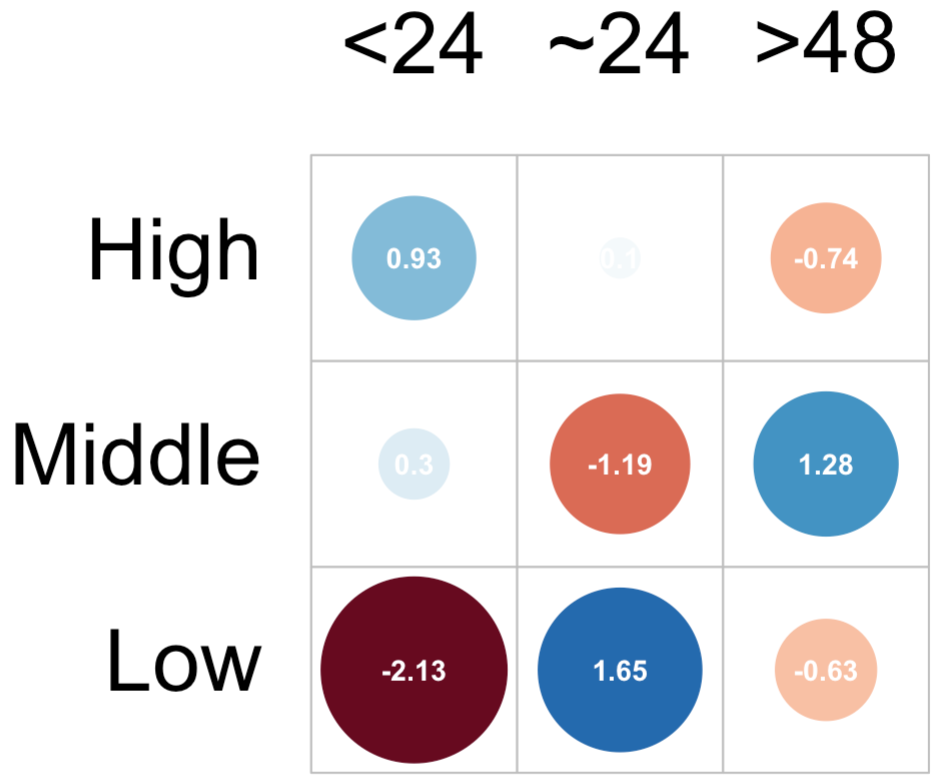 <24 ~24 >48
High 0.93 0.1 -0.74
Middle 0.3 -1.19 1.28
Low -2.13 1.65 -0.63